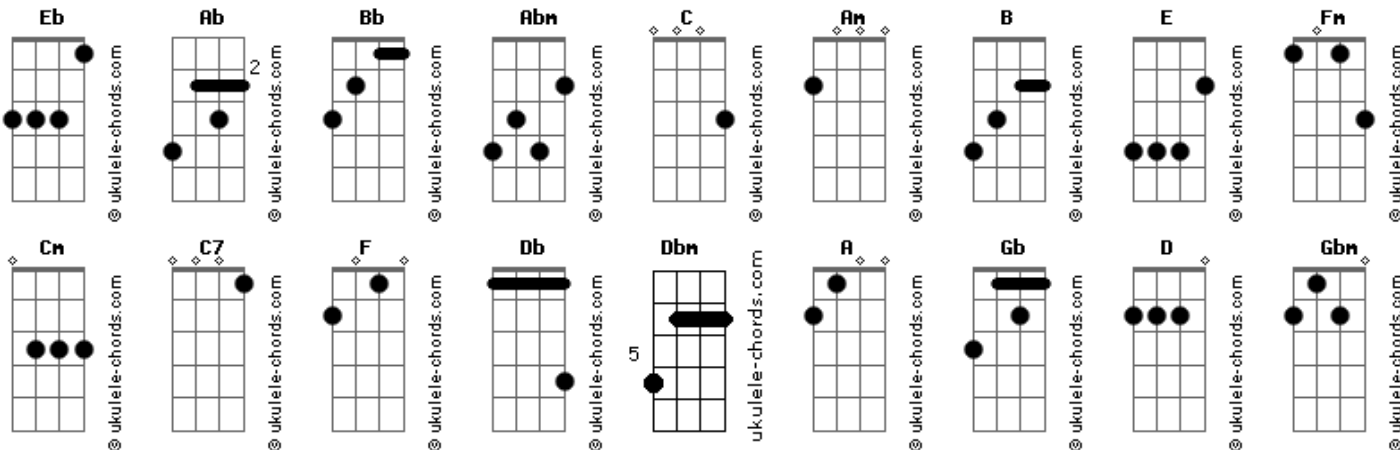 Eb Ab Bb Abm C Am B E Fm
2
© ukulele-chords.com © ukulele-chords.com © ukulele-chords.com © ukulele-chords.com © ukulele-chords.com © ukulele-chords.com © ukulele-chords.com © ukulele-chords.com © ukulele-chords.com
Cm C7 F Db Dbm A Gb D Gbm
5
© ukulele-chords.com © ukulele-chords.com © ukulele-chords.com © ukulele-chords.com ukulele-chords.com © ukulele-chords.com © ukulele-chords.com © ukulele-chords.com © ukulele-chords.com